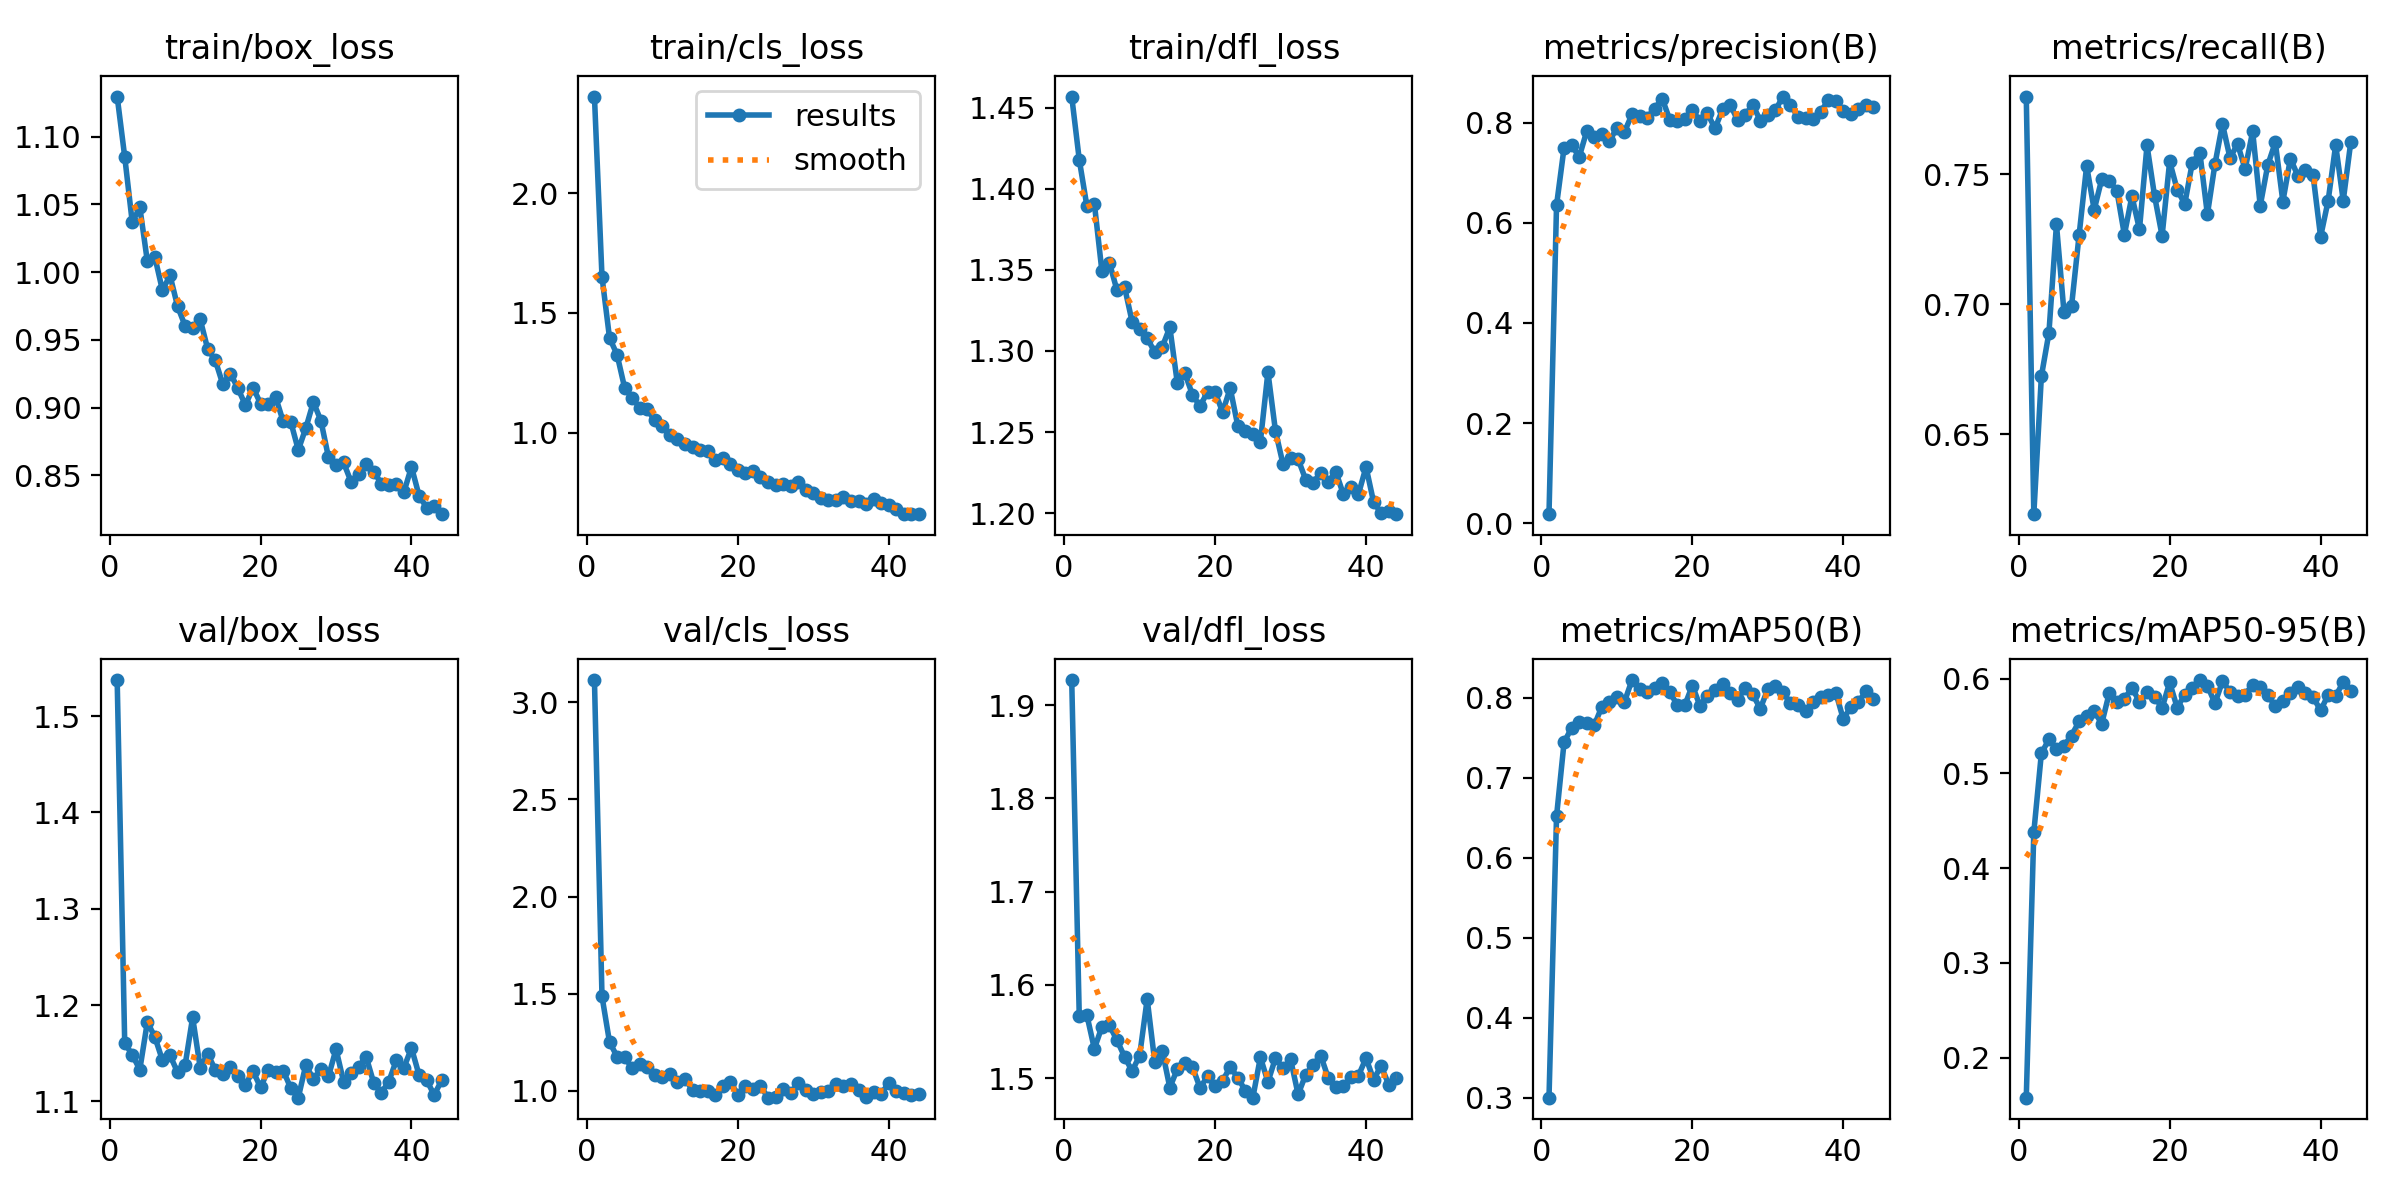 train/box_loss
1.10
1.05
1.00
0.95
0.90
0.85
0 20 40
train/cls_loss
results
smooth
2.0
1.5
1.0
0 20 40
train/dfl_loss
1.45
1.40
1.35
1.30
1.25
1.20
0 20 40
metrics/precision(B)
0.8
0.6
0.4
0.2
0.0
0 20 40
metrics/recall(B)
0.75
0.70
0.65
0 20 40
val/box_loss
1.5
1.4
1.3
1.2
1.1
0 20 40
val/cls_loss
3.0
2.5
2.0
1.5
1.0
0 20 40
val/dfl_loss
1.9
1.8
1.7
1.6
1.5
0 20 40
metrics/mAP50(B)
0.8
0.7
0.6
0.5
0.4
0.3
0 20 40
metrics/mAP50-95(B)
0.6
0.5
0.4
0.3
0.2
0 20 40